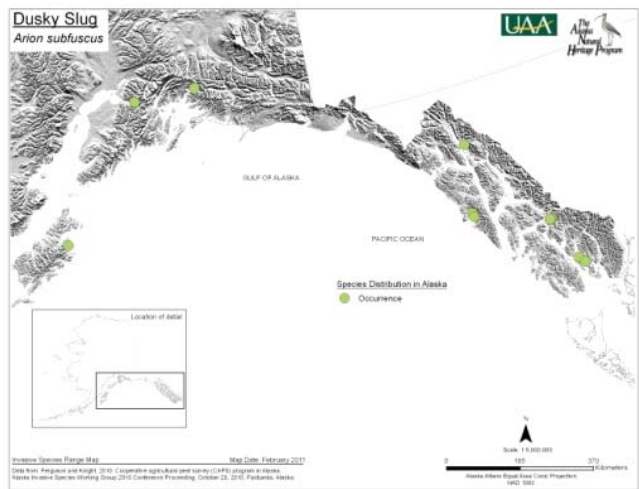 Dusky Slug
Arion subfuscus
UAA
The
Alaska
Natural
Heritage Program
GULF OF ALASKA
PACIFIC OCEAN
Species Distribution in Alaska
Occurrence
Location of detail
N
Scale: 1:6,000,000
0 185 370
Kilometers
Alaska Albers Equal Area Conic Projection
NAD 1983
Invasive Species Range Map
Map Date: February 2011
Data from: Ferguson and Knight. 2010. Cooperative agricultural pest survey (CAPS) program in Alaska.
Alaska Invasive Species Working Group 2010 Conference Proceeding, October 28, 2010, Fairbanks, Alaska.